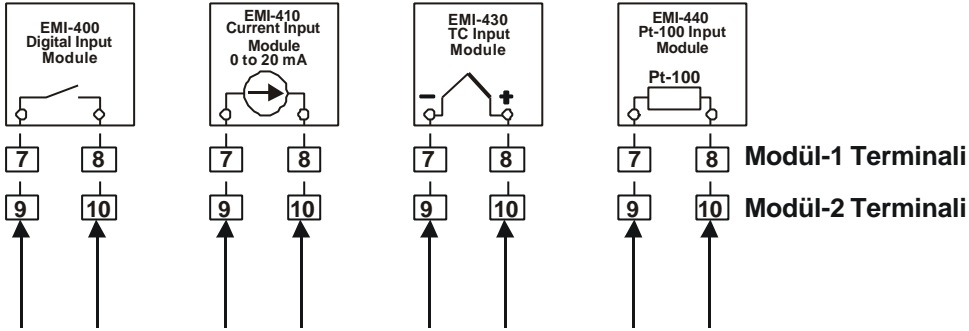 EMI-400
Digital Input
Module
EMI-410
Current Input
Module
0 to 20 mA
EMI-430
TC Input
Module
EMI-440
Pt-100 Input
Module
Pt-100
- +
7 8 7 8 7 8 7 8 Modül-1 Terminali
9 10 9 10 9 10 9 10 Modül-2 Terminali